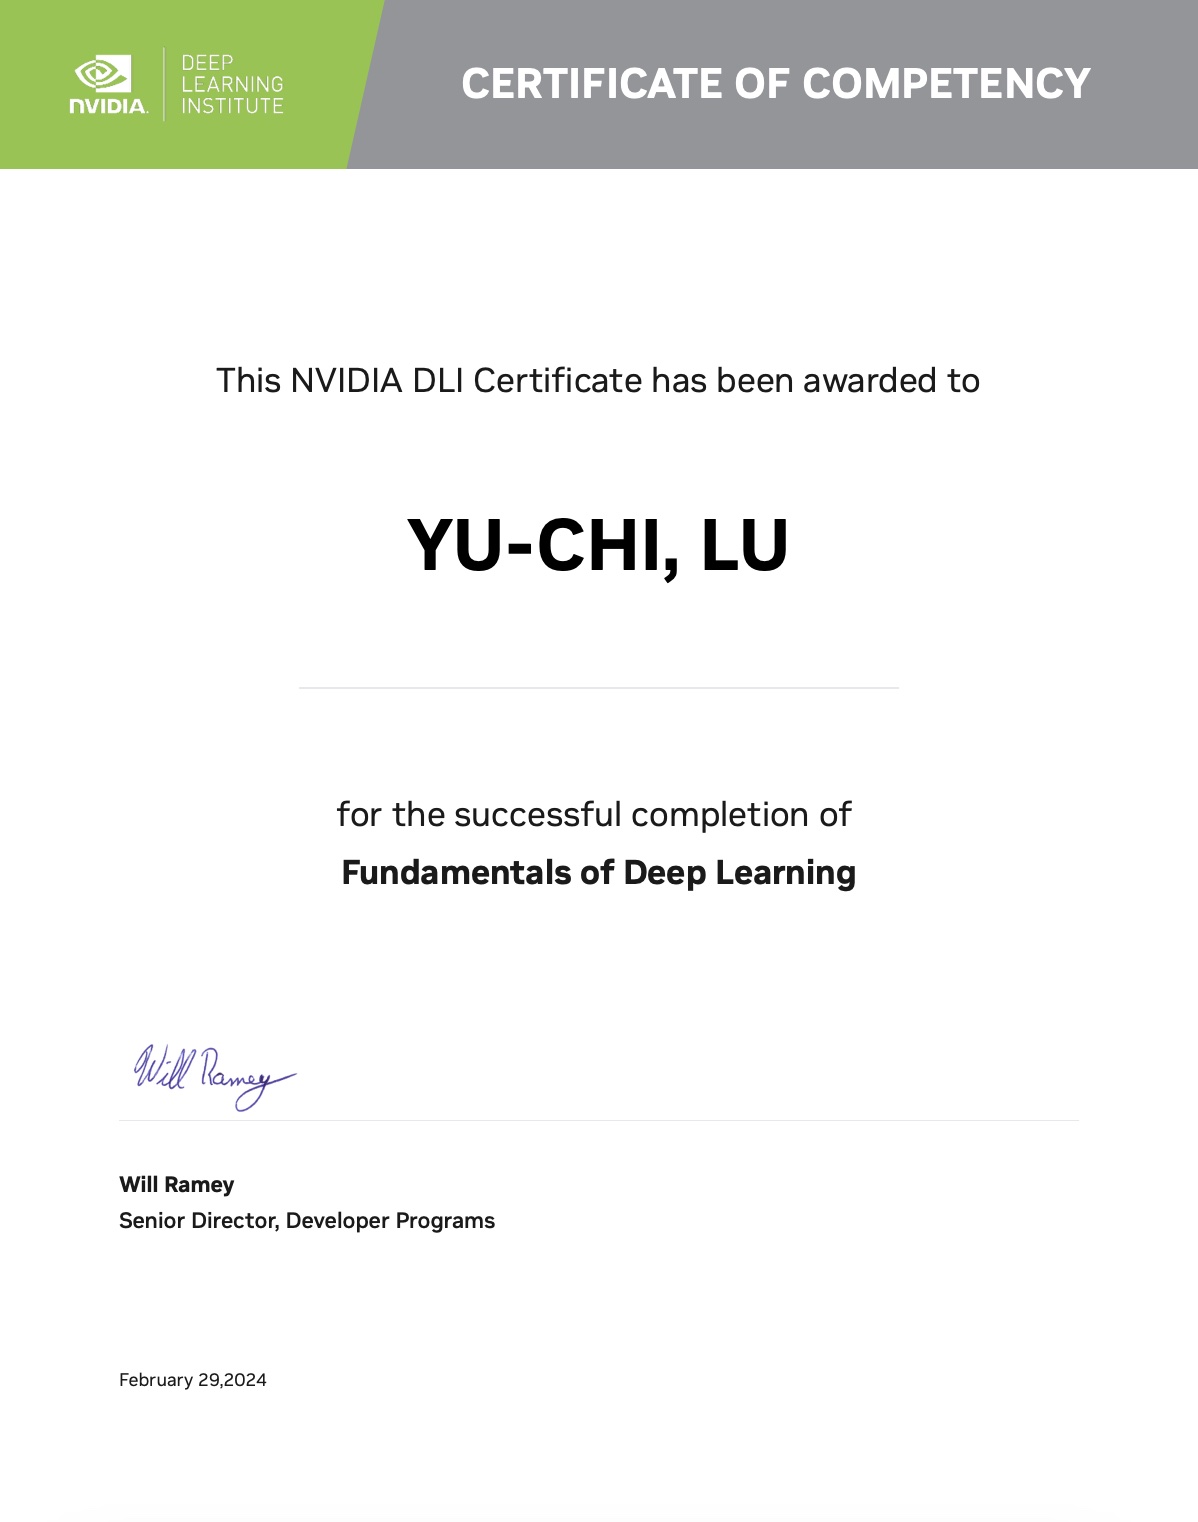 NVIDIA.
DEEP
LEARNING
INSTITUTE
CERTIFICATE OF COMPETENCY
This NVIDIA DLI Certificate has been awarded to
YU-CHI, LU
for the successful completion of
Fundamentals of Deep Learning
Will Ramey
Will Ramey
Senior Director, Developer Programs
February 29,2024